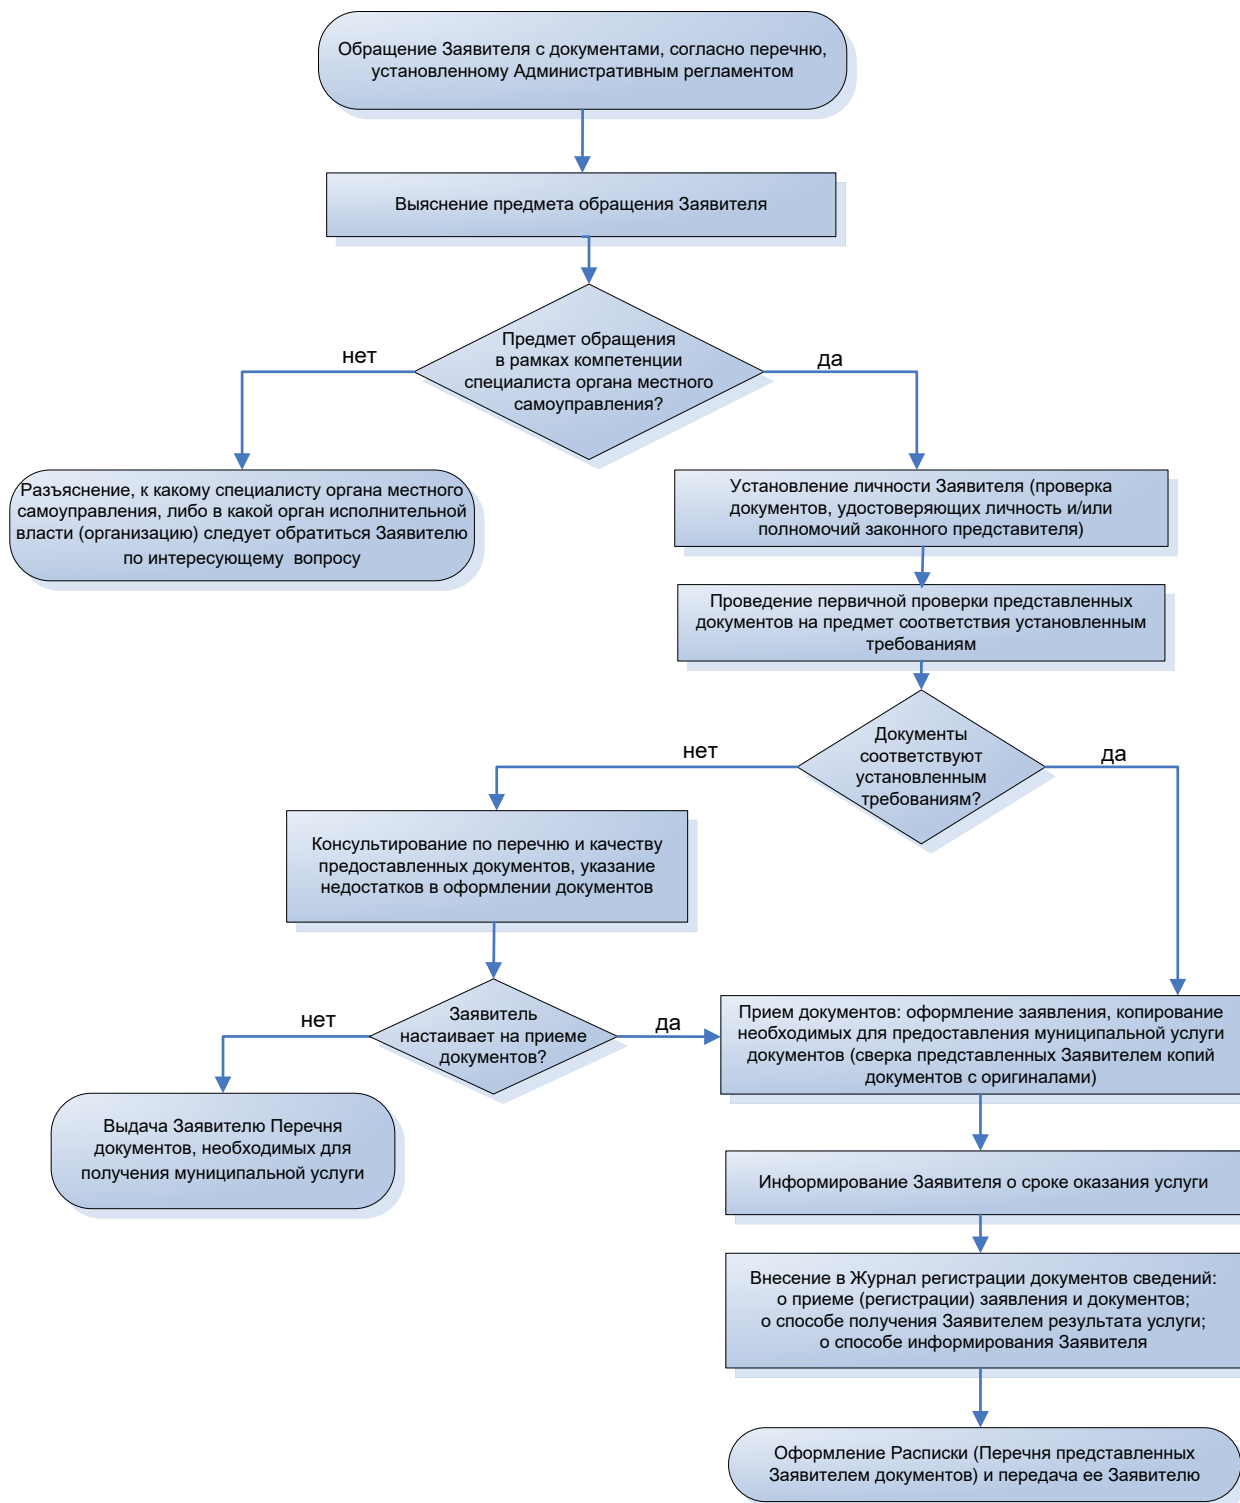 Обращение Заявителя с документами, согласно перечню,
установленному Административным регламентом
Выяснение предмета обращения Заявителя
Предмет обращения
в рамках компетенции
специалиста органа местного
самоуправления?
нет
да
Разъяснение, к какому специалисту органа местного
самоуправления, либо в какой орган исполнительной
власти (организацию) следует обратиться Заявителю
по интересующему вопросу
Установление личности Заявителя (проверка
документов, удостоверяющих личность и/или
полномочий законного представителя)
Проведение первичной проверки представленных
документов на предмет соответствия установленным
требованиям
Документы
соответствуют
установленным
требованиям?
нет
да
Консультирование по перечню и качеству
предоставленных документов, указание
недостатков в оформлении документов
Заявитель
настаивает на приеме
документов?
нет
да
Прием документов: оформление заявления, копирование
необходимых для предоставления муниципальной услуги
документов (сверка представленных Заявителем копий
документов с оригиналами)
Выдача Заявителю Перечня
документов, необходимых для
получения муниципальной услуги
Информирование Заявителя о сроке оказания услуги
Внесение в Журнал регистрации документов сведений:
о приеме (регистрации) заявления и документов;
о способе получения Заявителем результата услуги;
о способе информирования Заявителя
Оформление Расписки (Перечня представленных
Заявителем документов) и передача ее Заявителю